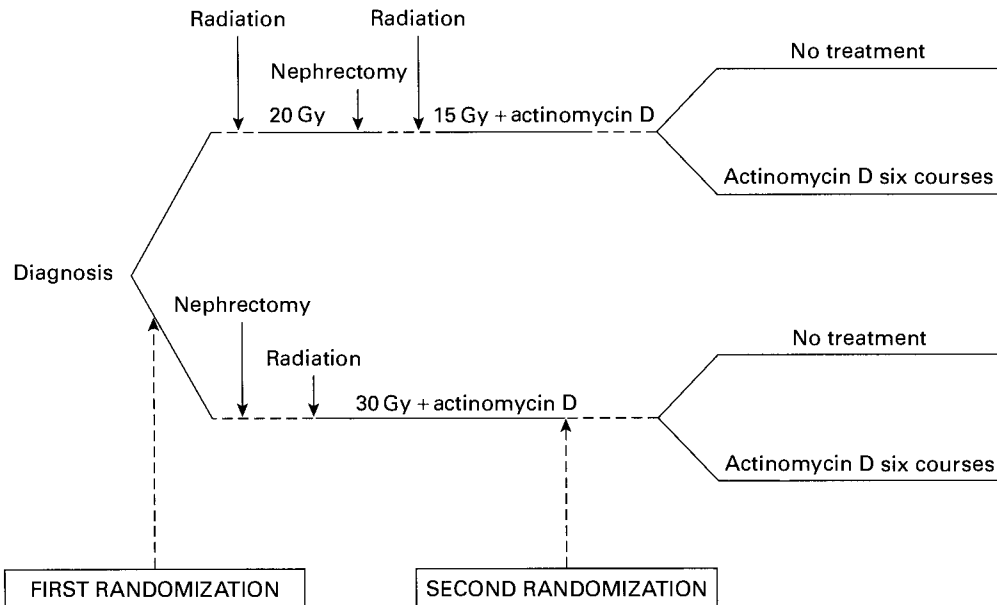 Radiation
Radiation
Nephrectomy
20 Gy
15 Gy + actinomycin D
No treatment
Actinomycin D six courses
Diagnosis
Nephrectomy
Radiation
30 Gy + actinomycin D
No treatment
Actinomycin D six courses
FIRST RANDOMIZATION
SECOND RANDOMIZATION